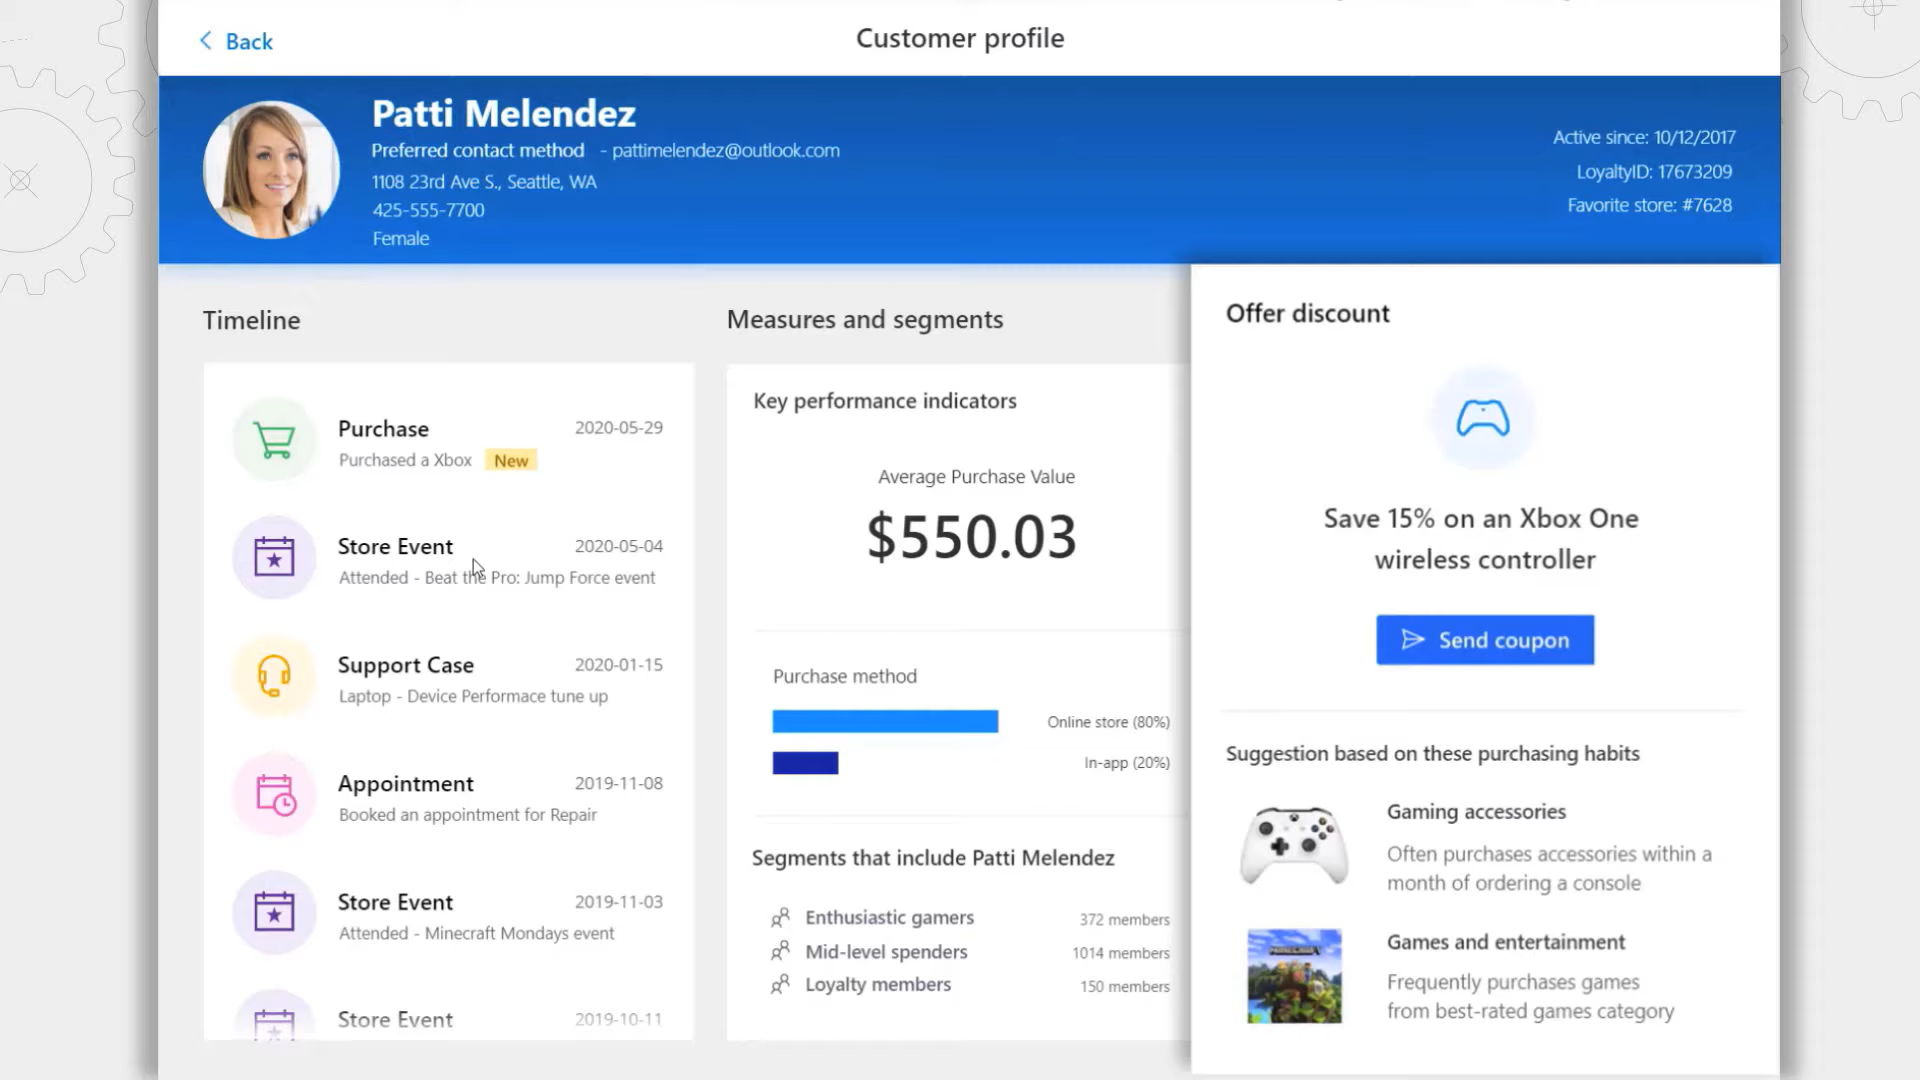 Back
Customer profile
Patti Melendez
Preferred contact method - pattimelendez@outlook.com
1108 23rd Ave S., Seattle, WA
425-555-7700
Female
Active since: 10/12/2017
LoyaltyID: 17673209
Favorite store: #7628
Timeline
Purchase 2020-05-29
Purchased a Xbox New
Store Event 2020-05-04
Attended - Beat the Pro: Jump Force event
Support Case 2020-01-15
Laptop - Device Performace tune up
Appointment 2019-11-08
Booked an appointment for Repair
Store Event 2019-11-03
Attended - Minecraft Mondays event
Store Event 2019-10-11
Measures and segments
Key performance indicators
Average Purchase Value
$550.03
Purchase method
Online store (80%)
In-app (20%)
Segments that include Patti Melendez
Enthusiastic gamers 372 members
Mid-level spenders 1014 members
Loyalty members 150 members
Offer discount
Save 15% on an Xbox One
wireless controller
Send coupon
Suggestion based on these purchasing habits
Gaming accessories
Often purchases accessories within a
month of ordering a console
Games and entertainment
Frequently purchases games
from best-rated games category